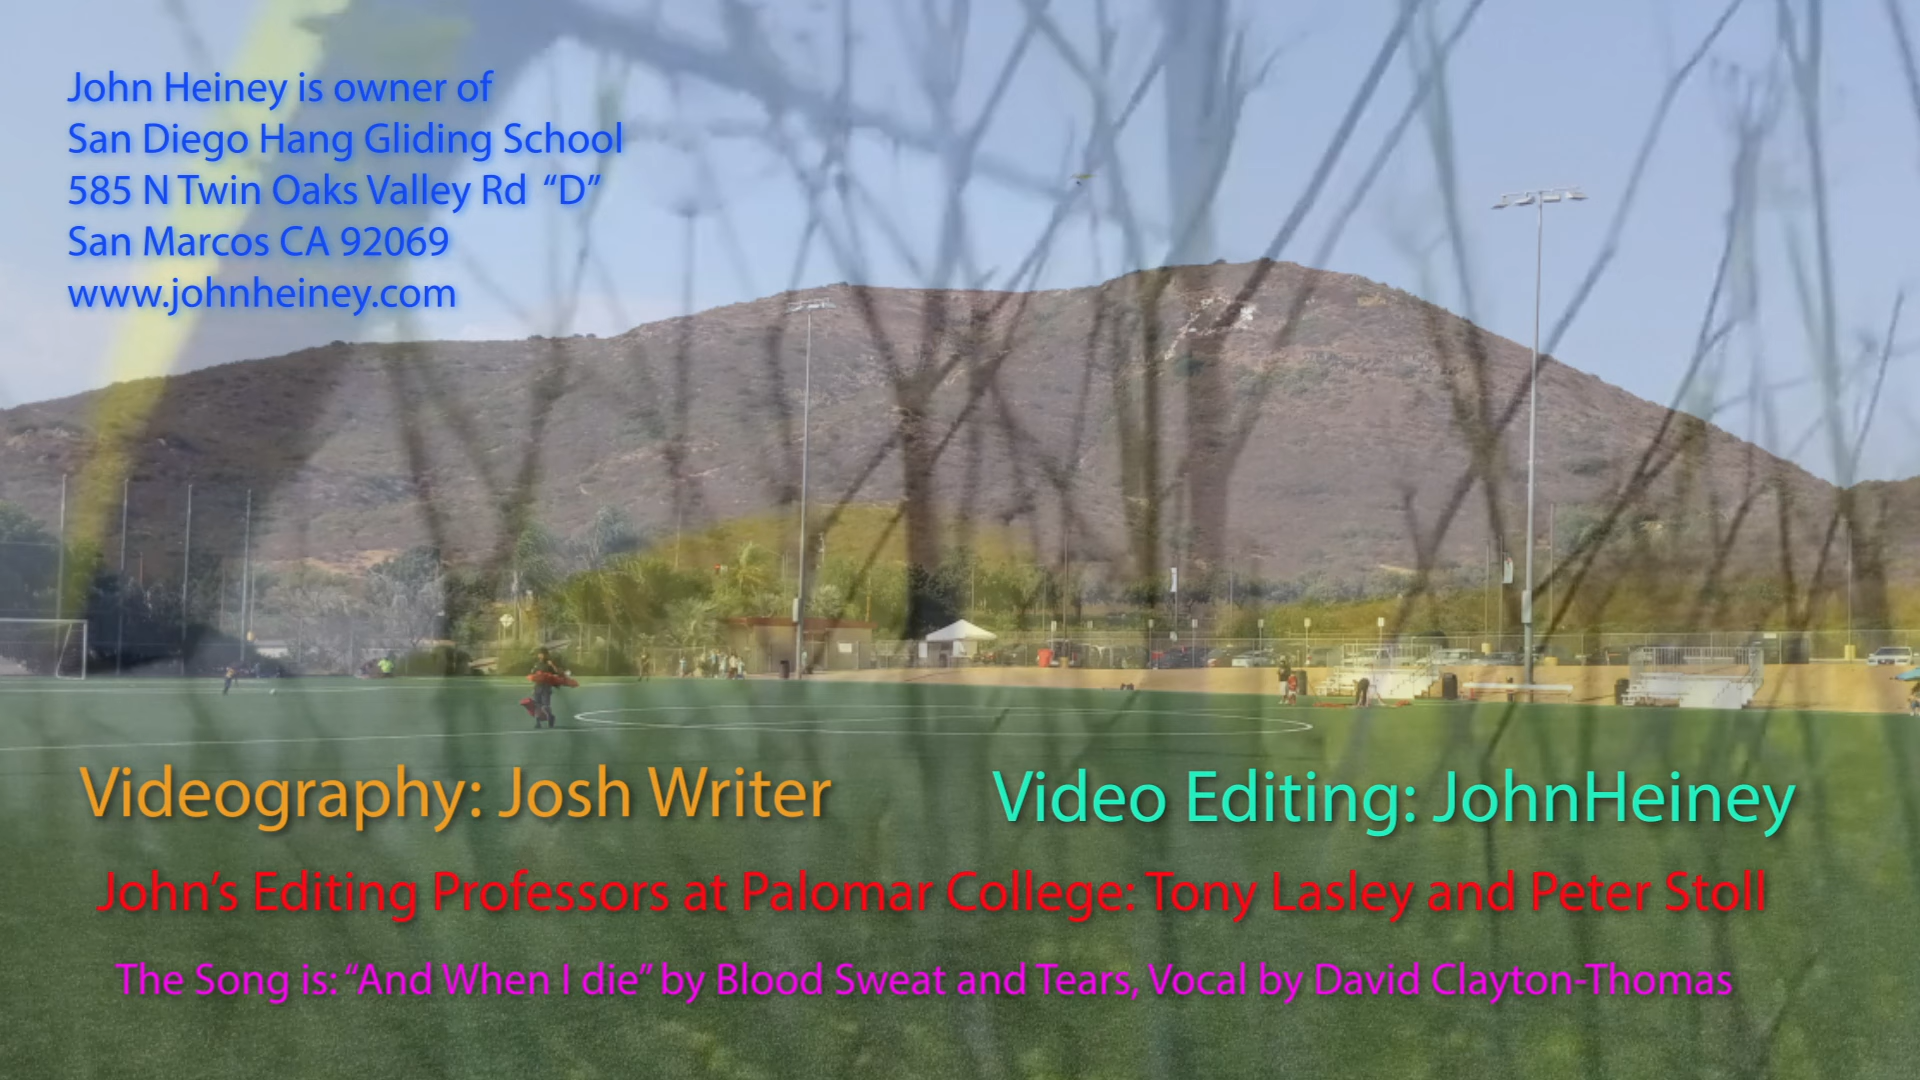 John Heiney is owner of
San Diego Hang Gliding School
585 N Twin Oaks Valley Rd “D”
San Marcos CA 92069
www.johnheiney.com
Videography: Josh Writer
Video Editing: JohnHeiney
John’s Editing Professors at Palomar College: Tony Lasley and Peter Stoll
The Song is: “And When I die” by Blood Sweat and Tears, Vocal by David Clayton-Thomas